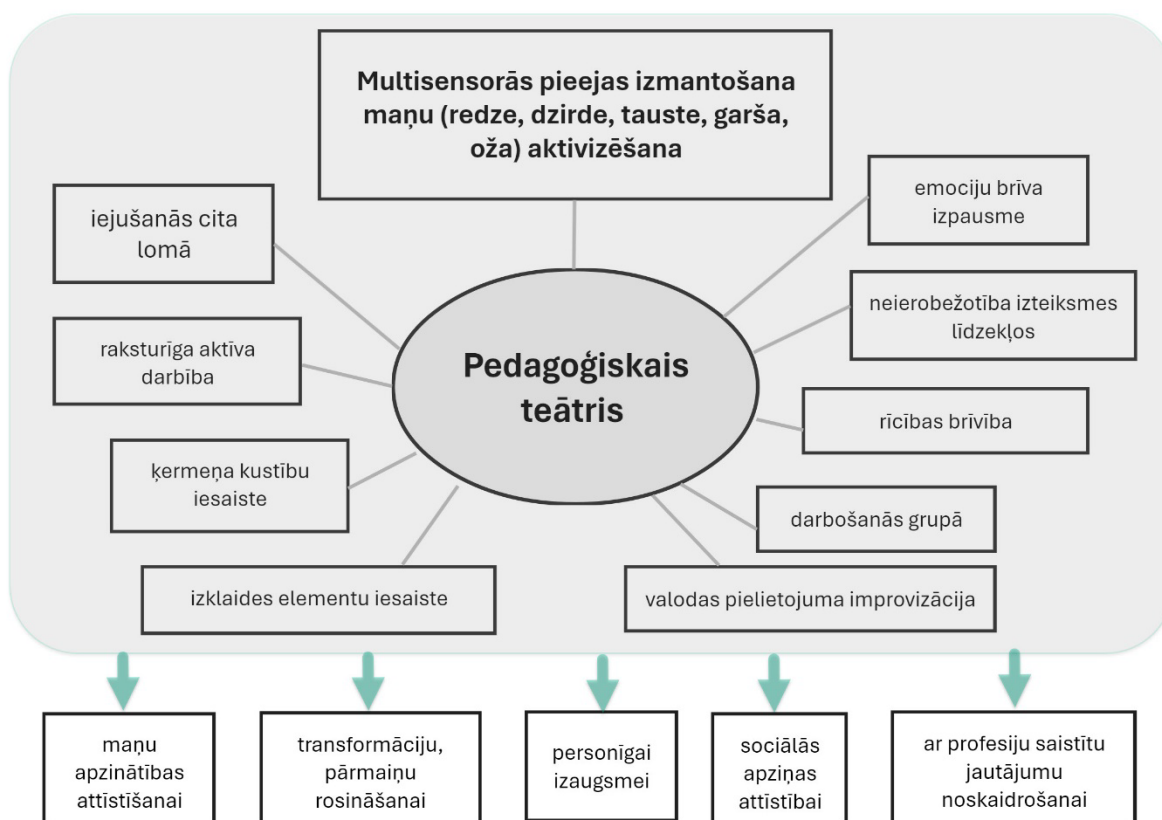 Multisensorās pieejas izmantošana
maņu (redze, dzirde, tauste, garša,
oža) aktivizēšana
iejušanās cita
lomā
emociju brīva
izpausme
raksturīga aktīva
darbība
neierobežotība izteiksmes
līdzekļos
Pedagoģiskais
teātris
rīcības brīvība
ķermeņa kustību
iesaiste
darbošanās grupā
izklaides elementu iesaiste
valodas pielietojuma improvizācija
maņu
apzinātības
attīstīšanai
transformāciju,
pārmaiņu
rosināšanai
personīgai
izaugsmei
sociālās
apziņas
attīstībai
ar profesiju saistītu
jautājumu
noskaidrošanai